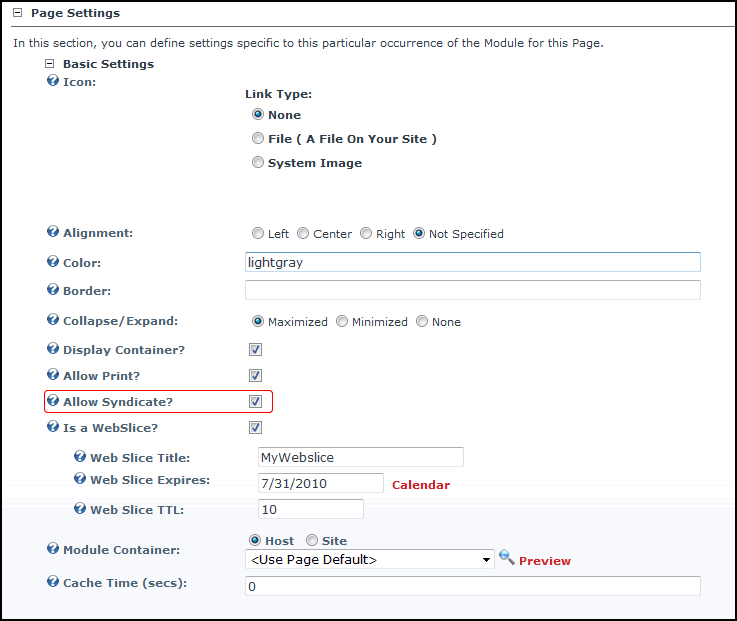 Page Settings
In this section, you can define settings specific to this particular occurrence of the Module for this Page.
Basic Settings
Icon:
Link Type:
None
File ( A File On Your Site )
System Image
Alignment: Left Center Right Not Specified
Color: lightgray
Border:
Collapse/Expand: Maximized Minimized None
Display Container?
Allow Print?
Allow Syndicate?
Is a WebSlice?
Web Slice Title: MyWebslice
Web Slice Expires: 7/31/2010 Calendar
Web Slice TTL: 10
Host Site
Module Container: <Use Page Default> Preview
Cache Time (secs): 0